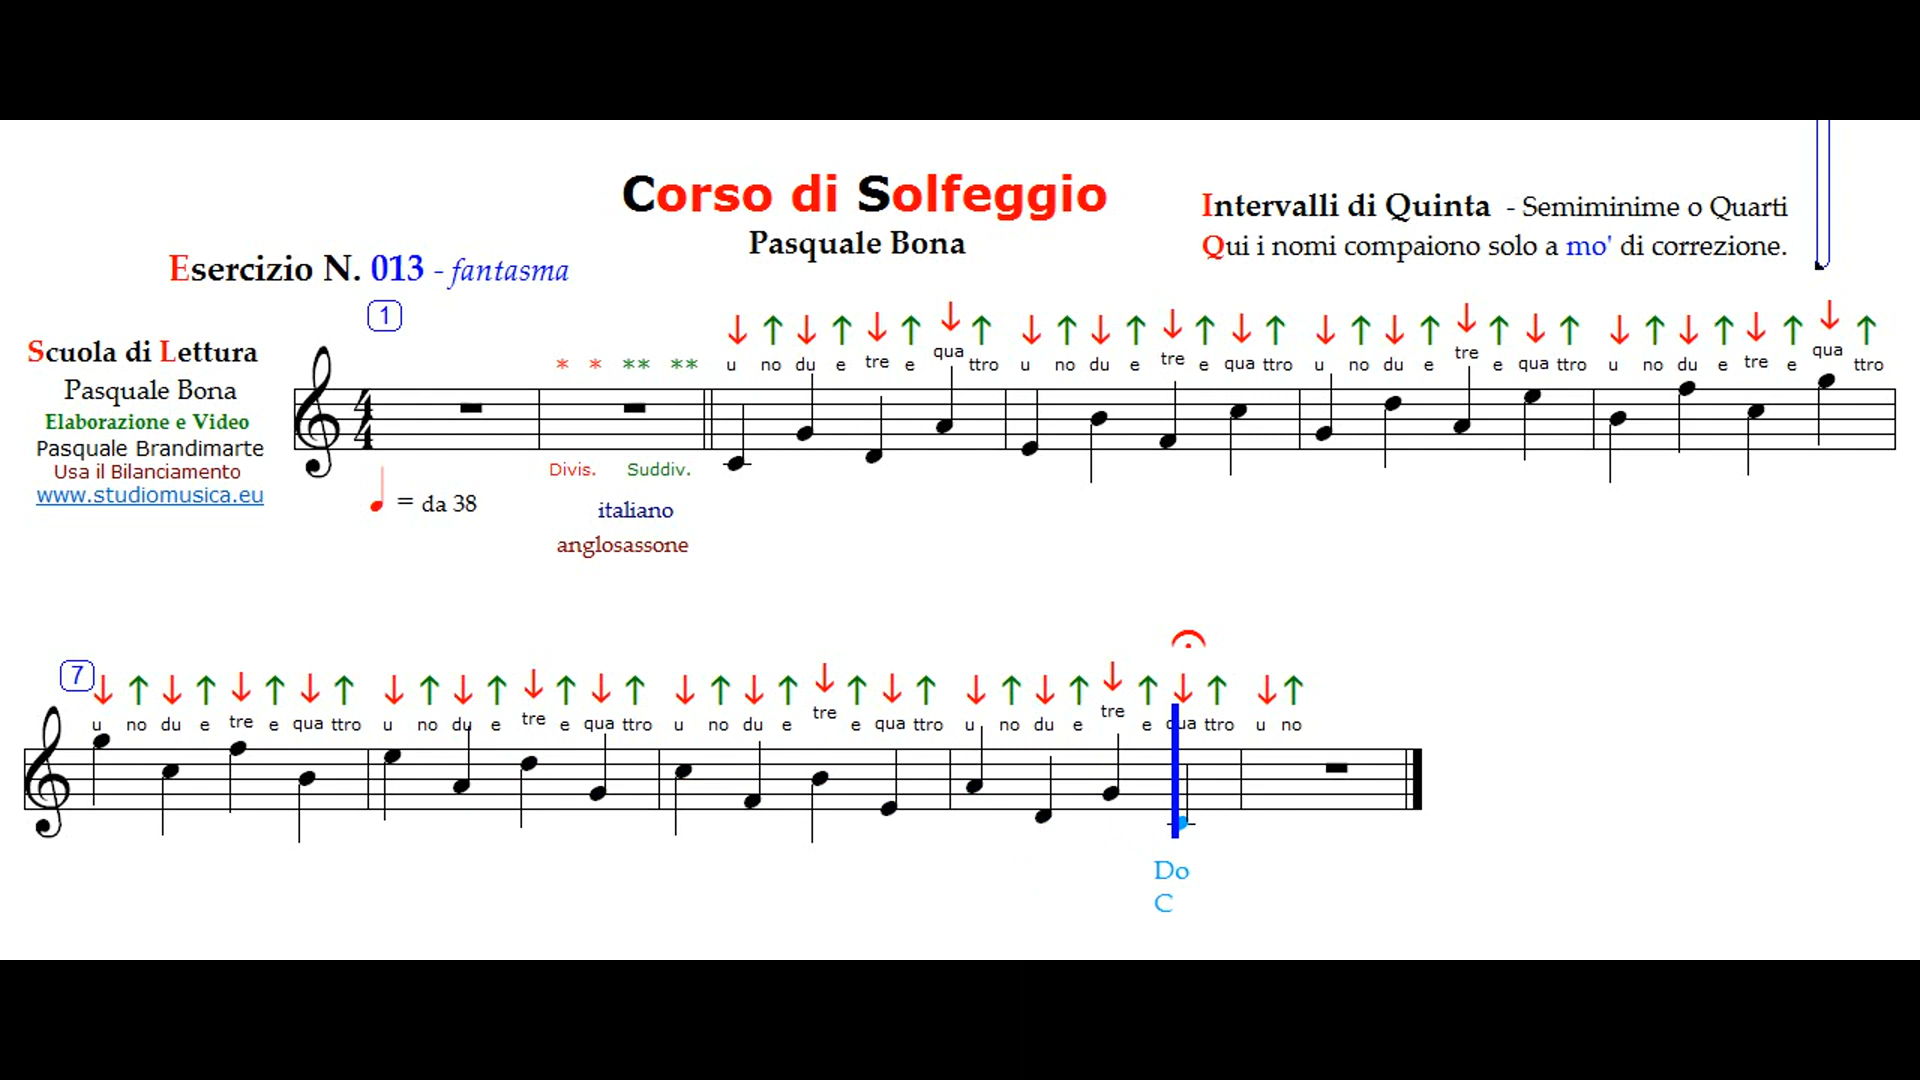 Corso di Solfeggio
Pasquale Bona
Intervalli di Quinta - Semiminime o Quarti
Qui i nomi compaiono solo a mo' di correzione.
Esercizio N. 013 - fantasma
1
Scuola di Lettura
Pasquale Bona
Elaborazione e Video
Pasquale Brandimarte
Usa il Bilanciamento
www.studiomusica.eu
* * ** ** u no du e tre e qua ttro u no du e tre e qua ttro u no du e tre e qua ttro u no du e tre e qua ttro
4
4
Divis. Suddiv.
= da 38
italiano
anglosassone
7
u no du e tre e qua ttro u no du e tre e qua ttro u no du e tre e qua ttro u no du e tre e qua ttro u no
Do
C